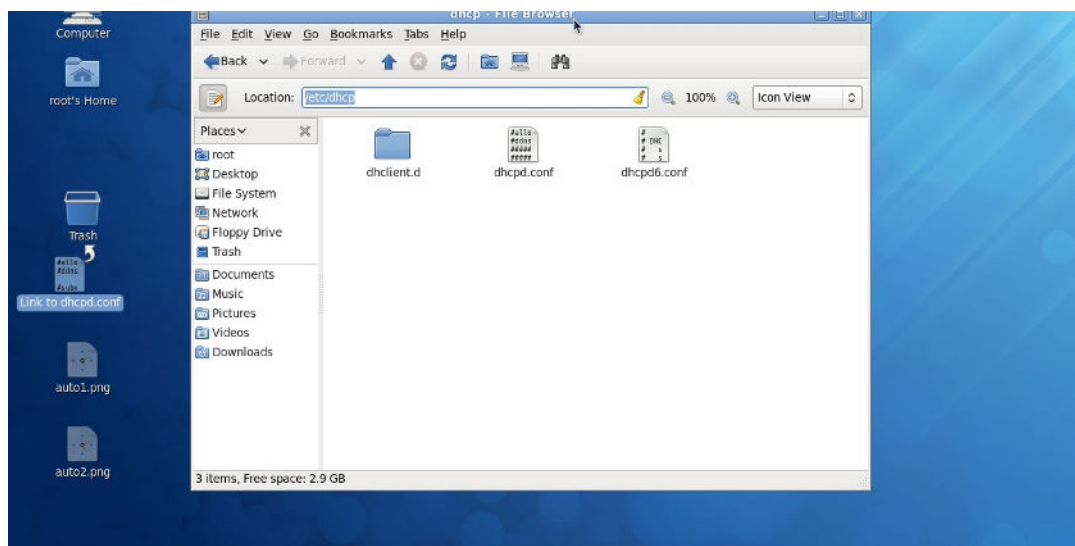 Computer
root's Home
Trash
Link to dhcpd.conf
auto1.png
auto2.png
dhcp - File Browser
File Edit View Go Bookmarks Tabs Help
Back Forward
Location: /etc/dhcp 100% Icon View
Places
root
Desktop
File System
Network
Floppy Drive
Trash
Documents
Music
Pictures
Videos
Downloads
dhclient.d dhcpd.conf dhcpd6.conf
3 items, Free space: 2.9 GB